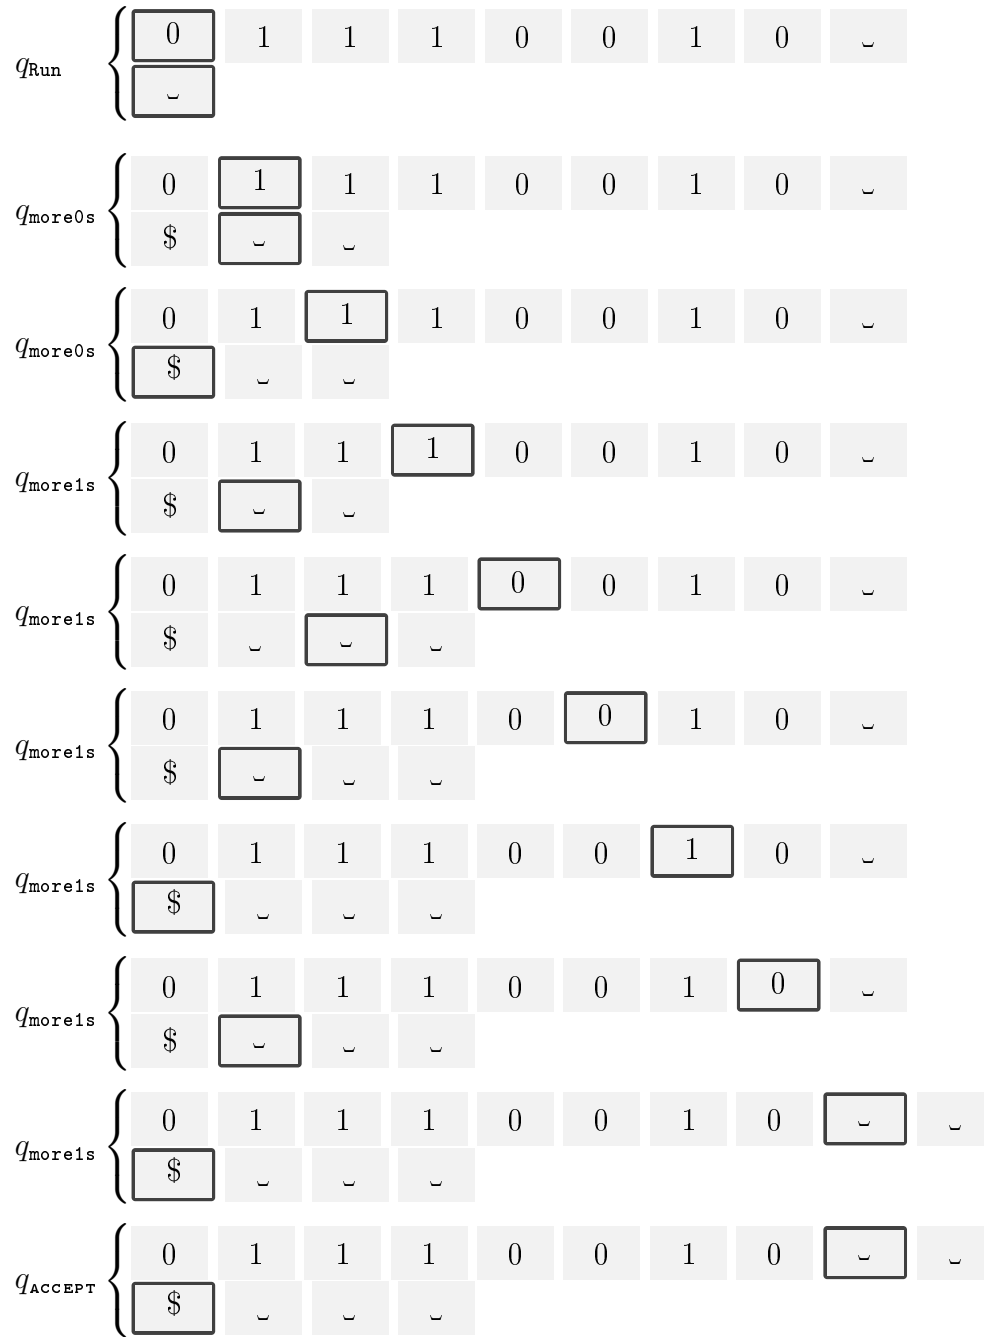 q_Run { 0 1 1 1 0 0 1 0 ␣
␣
q_more0s { 0 1 1 1 0 0 1 0 ␣
$ ␣ ␣
q_more0s { 0 1 1 1 0 0 1 0 ␣
$ ␣ ␣
q_more1s { 0 1 1 1 0 0 1 0 ␣
$ ␣ ␣
q_more1s { 0 1 1 1 0 0 1 0 ␣
$ ␣ ␣ ␣
q_more1s { 0 1 1 1 0 0 1 0 ␣
$ ␣ ␣ ␣
q_more1s { 0 1 1 1 0 0 1 0 ␣
$ ␣ ␣ ␣
q_more1s { 0 1 1 1 0 0 1 0 ␣
$ ␣ ␣ ␣
q_more1s { 0 1 1 1 0 0 1 0 ␣ ␣
$ ␣ ␣ ␣
q_ACCEPT { 0 1 1 1 0 0 1 0 ␣ ␣
$ ␣ ␣ ␣